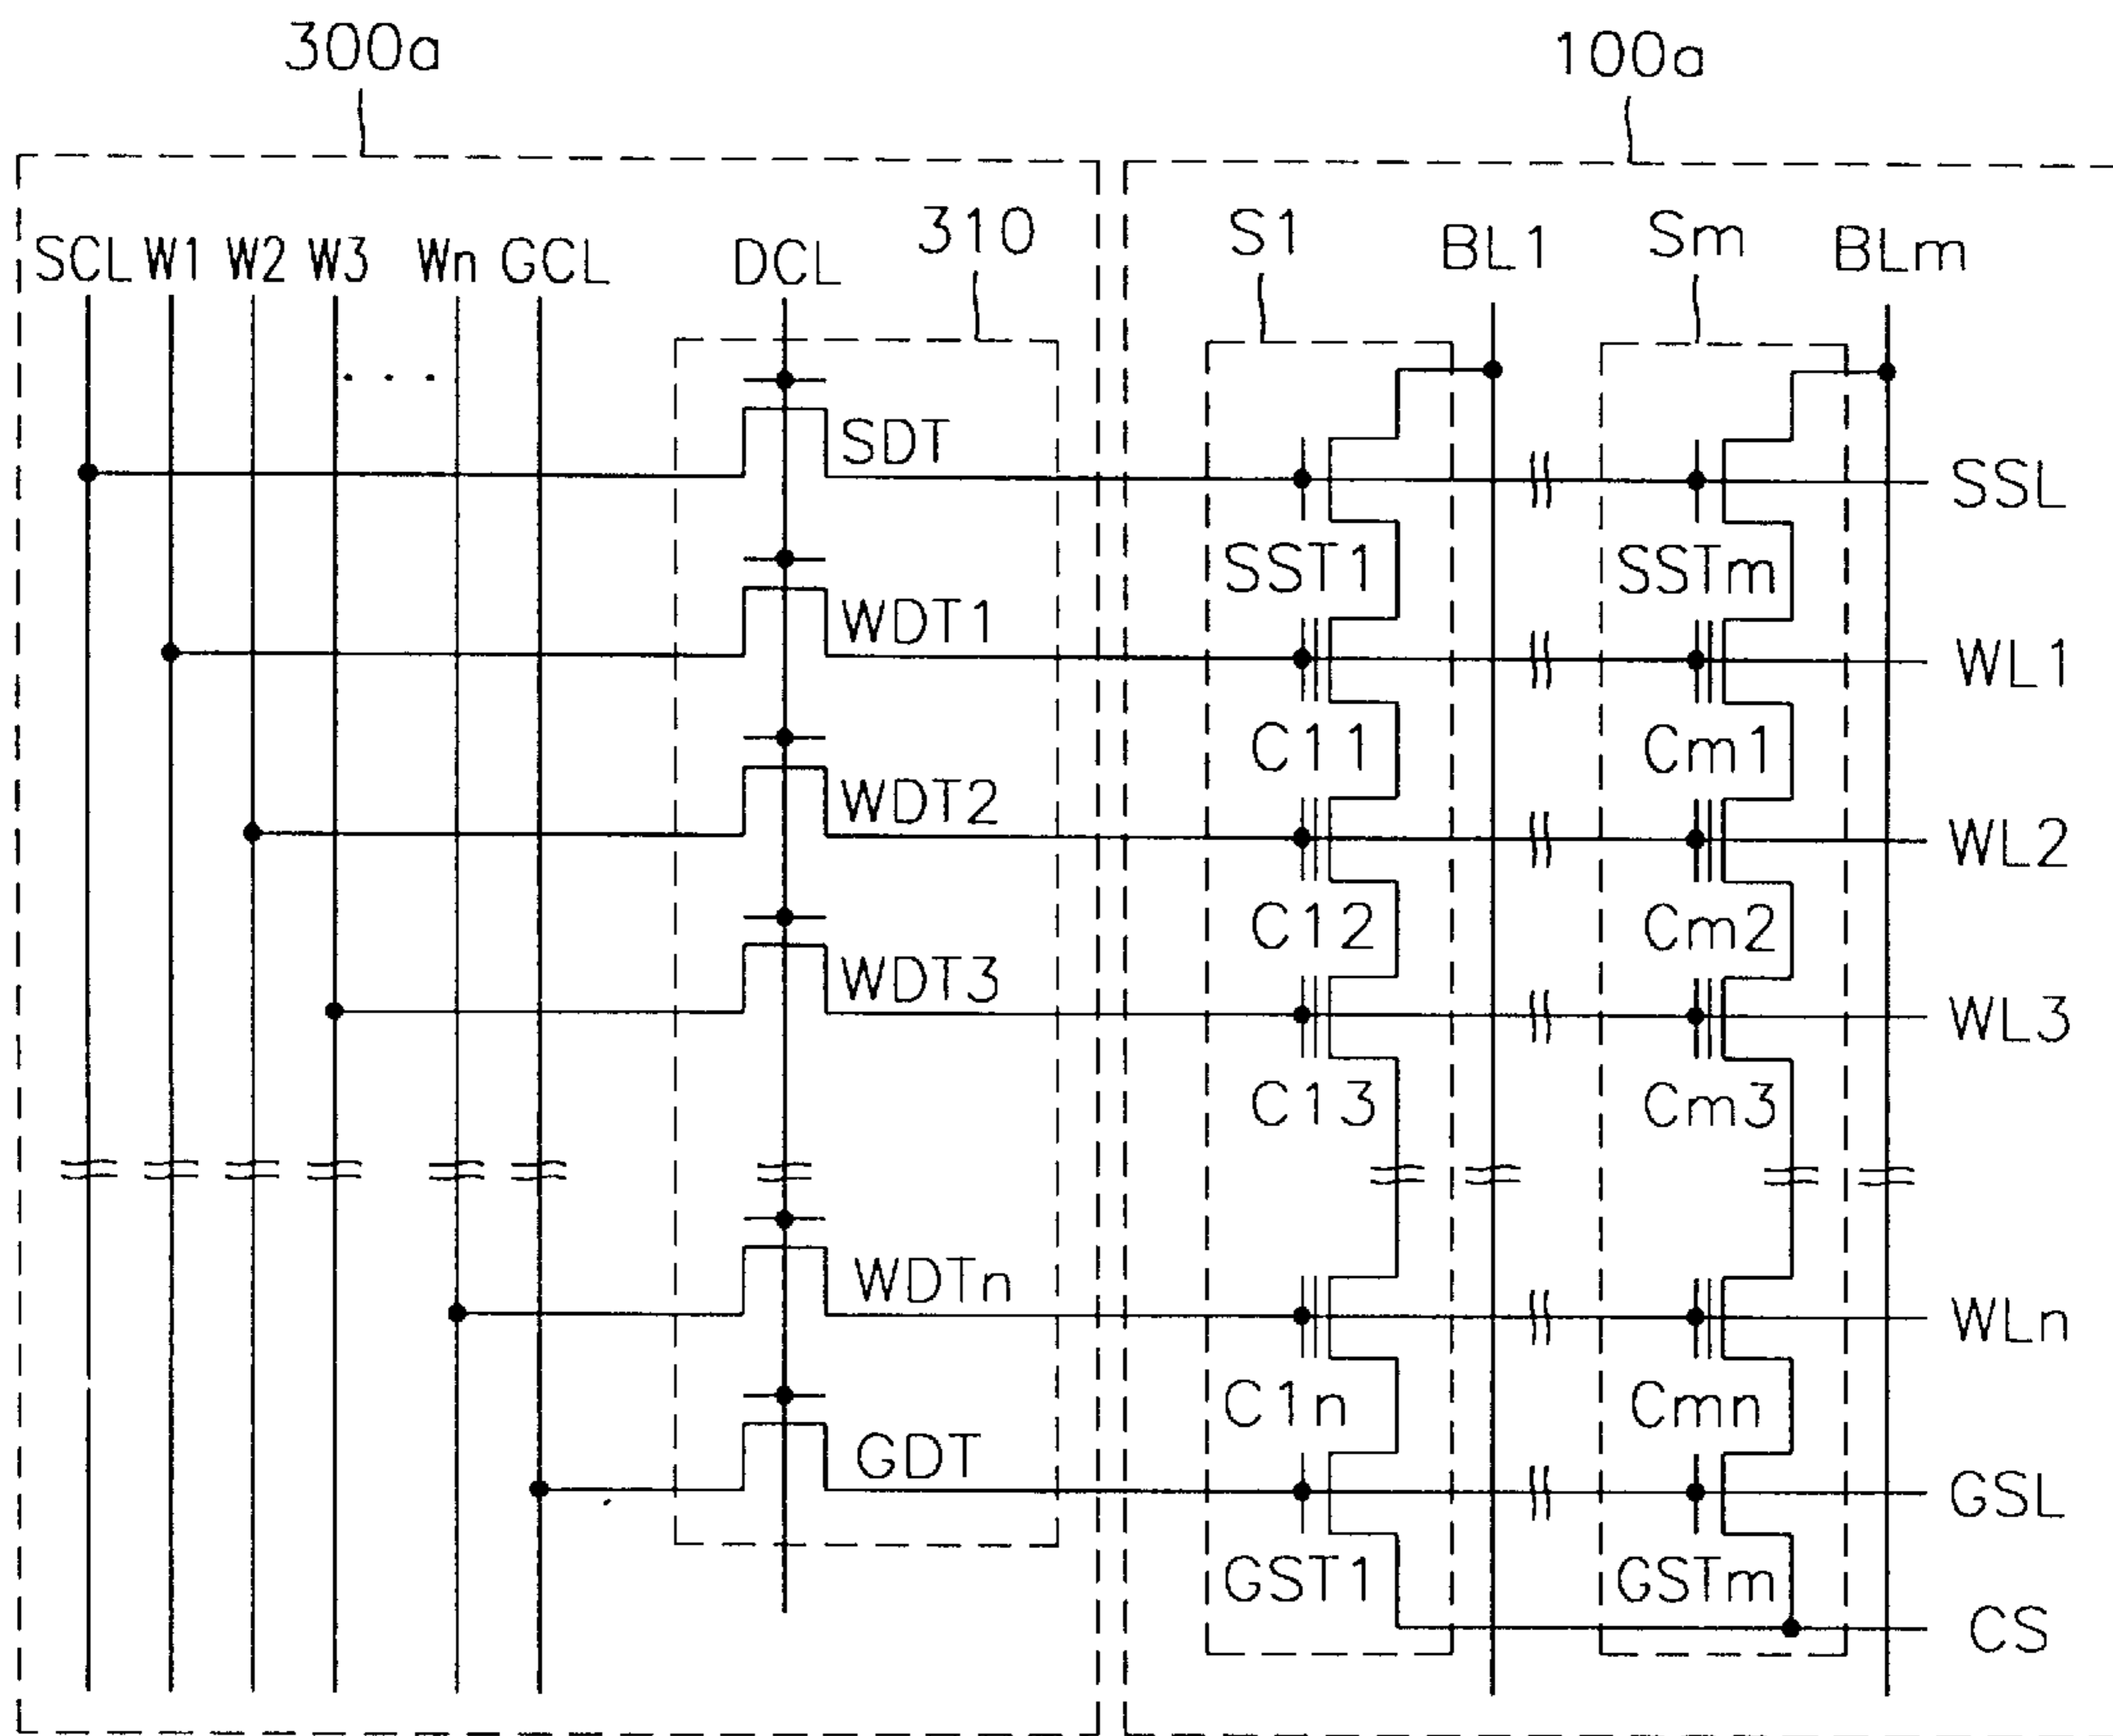 300a 100a
310 S1 BL1 Sm BLm
SCL W1 W2 W3 Wn GCL DCL
. . .
SDT SSL
SST1 SSTm
WDT1 WL1
C11 Cm1
WDT2 WL2
C12 Cm2
WDT3 WL3
C13 Cm3
WDTn WLn
C1n Cmn
GDT GSL
GST1 GSTm
CS